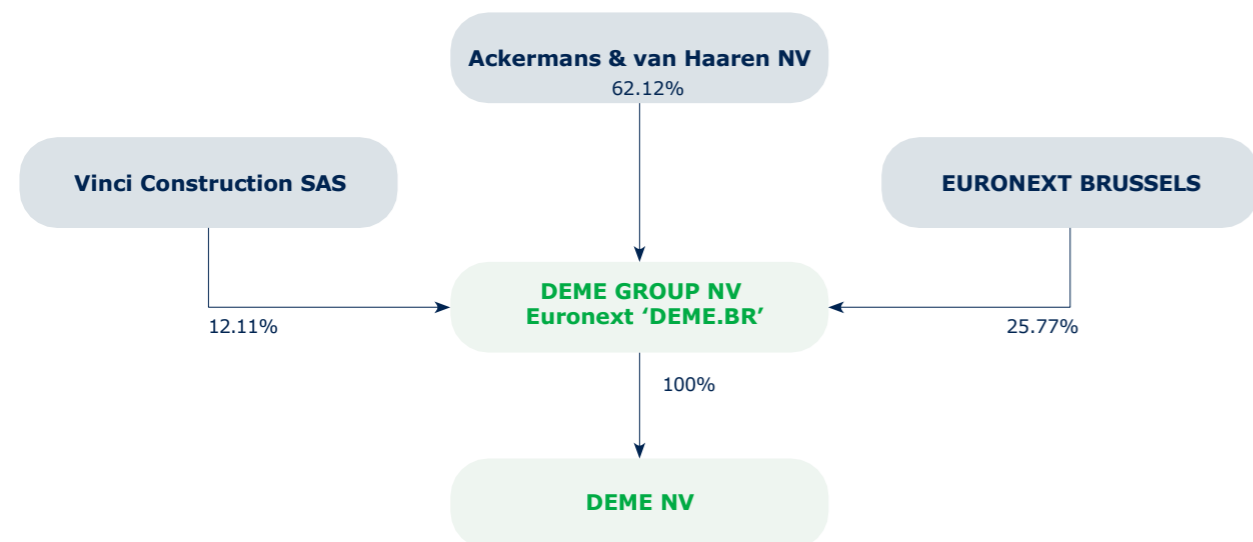 Ackermans & van Haaren NV
62.12%
Vinci Construction SAS
EURONEXT BRUSSELS
DEME GROUP NV
Euronext ‘DEME.BR’
12.11%
25.77%
100%
DEME NV